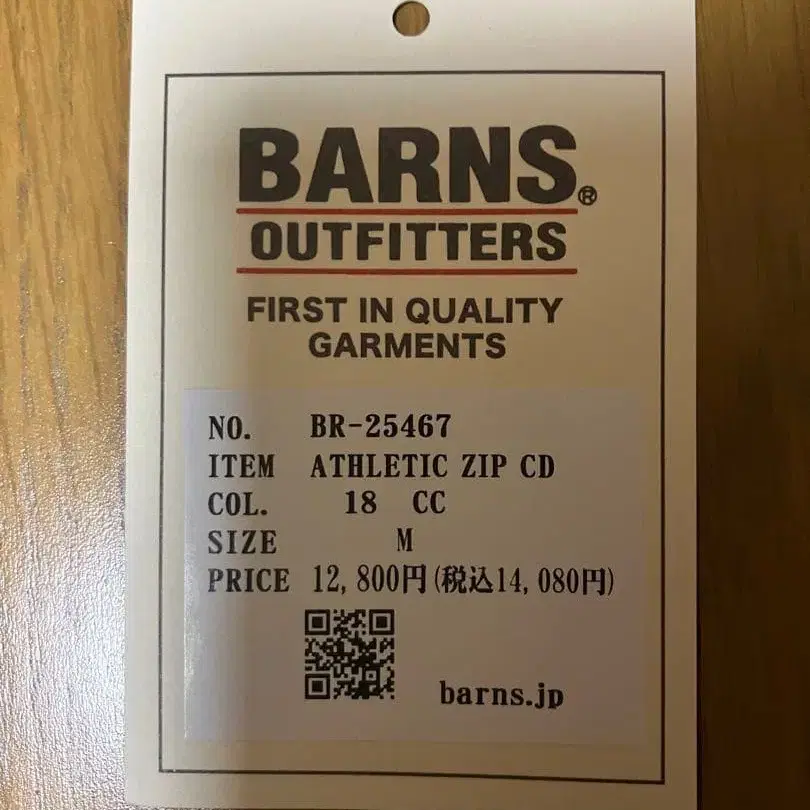 BARNS®
OUTFITTERS
FIRST IN QUALITY
GARMENTS
NO. BR-25467
ITEM ATHLETIC ZIP CD
COL. 18 CC
SIZE M
PRICE 12,800円(税込14,080円)
barns.jp